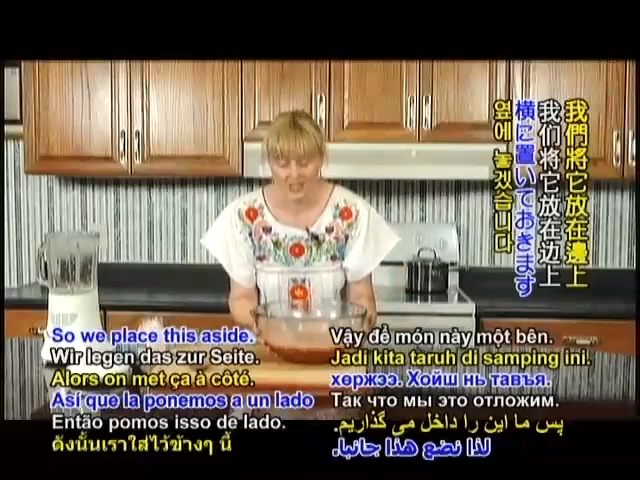 我們將它放在邊上
我们将它放在边上
横に置いておきます
옆에 놓겠습니다
So we place this aside.
Wir legen das zur Seite.
Alors on met ça à côté.
Así que la ponemos a un lado
Então pomos isso de lado.
ดังนั้นเราใส่ไว้ข้างๆ นี้
Vậy để món này một bên.
Jadi kita taruh di samping ini.
хөржээ. Хойш нь тавъя.
Так что мы это отложим.
پس ما این را داخل می گذاریم.
لذا نضع هذا جانبا.